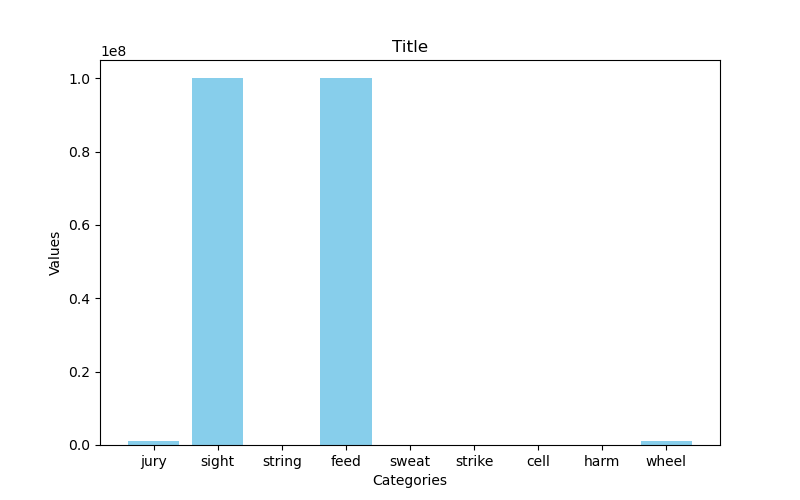 Title
1e8
1.0
0.8
0.6
0.4
0.2
0.0
Values
jury sight string feed sweat strike cell harm wheel
Categories